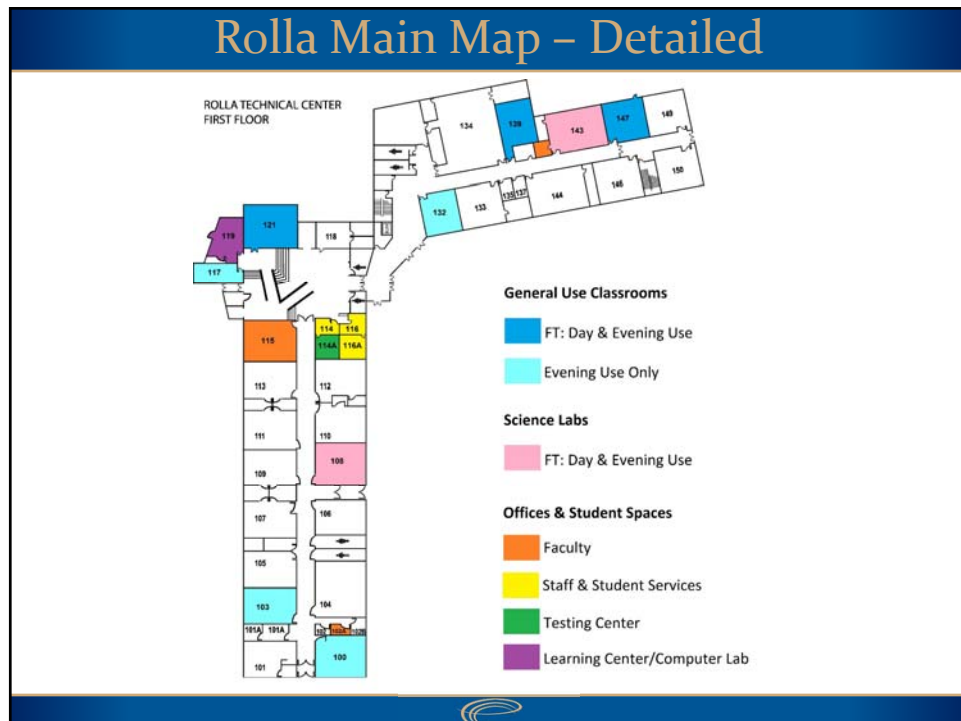 Rolla Main Map – Detailed
ROLLA TECHNICAL CENTER
FIRST FLOOR
134
139
143
147
149
132
133
135
137
144
146
150
119
121
118
117
115
114
116
114A
116A
113
112
111
110
109
108
107
106
105
104
103
101A
101A
102A
102B
101
100
General Use Classrooms
FT: Day & Evening Use
Evening Use Only
Science Labs
FT: Day & Evening Use
Offices & Student Spaces
Faculty
Staff & Student Services
Testing Center
Learning Center/Computer Lab